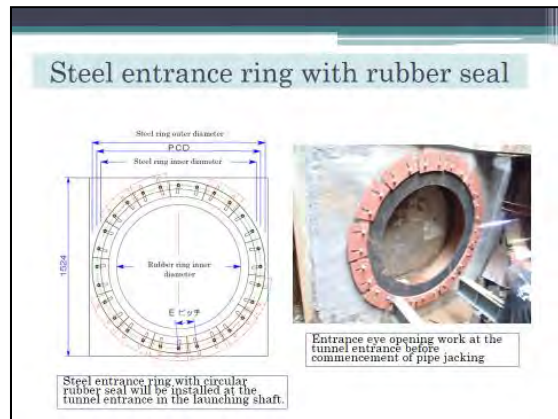 Steel entrance ring with rubber seal
Steel ring outer diameter
PCD
Steel ring inner diameter
1524
Rubber ring inner
diameter
E ピッチ
Entrance eye opening work at the
tunnel entrance before
commencement of pipe jacking
Steel entrance ring with circular
rubber seal will be installed at the
tunnel entrance in the launching shaft.